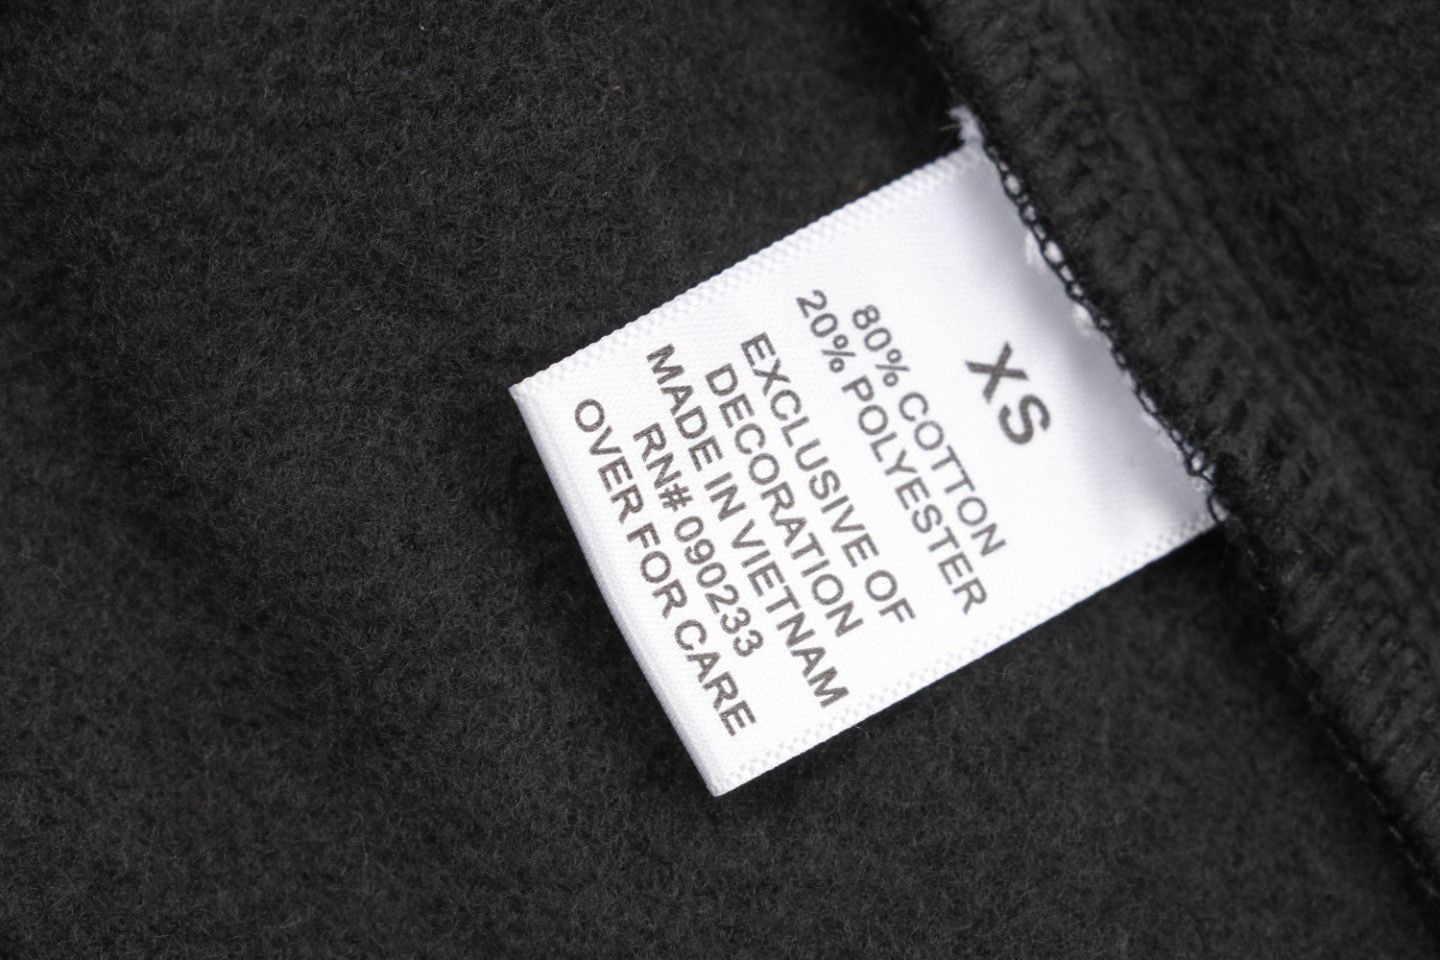 XS
80% COTTON
20% POLYESTER
EXCLUSIVE OF
DECORATION
MADE IN VIETNAM
RN# 090233
OVER FOR CARE